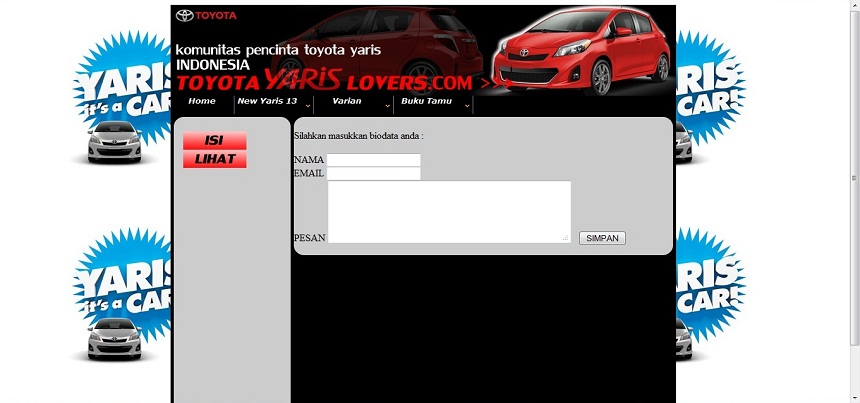 TOYOTA
komunitas pencinta toyota yaris
INDONESIA
TOYOTA YARIS LOVERS.COM > >
Home New Yaris 13 Varian Buku Tamu
YARIS
it's a CAR!
YARIS
it's a CAR!
ISI
LIHAT
Silahkan masukkan biodata anda :
NAMA
EMAIL
PESAN SIMPAN
YARIS
it's a CAR!
YARIS
it's a CAR!